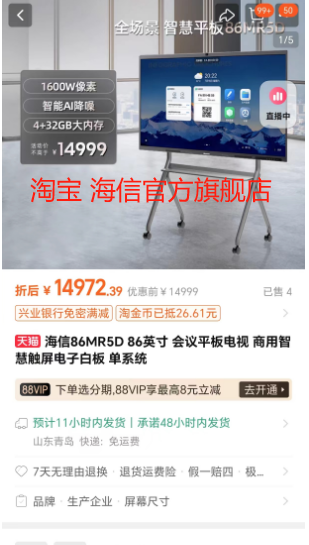 99+
50
全场景 智慧平板86MR5D
1/5
1600W像素
智能AI降噪
4+32GB大内存
¥14999
直播中
20:22
淘宝 海信官方旗舰店
折后 ¥14972.39 优惠前 ¥14999 已售 4
兴业银行免密满减 淘金币已抵26.61元
天猫 海信86MR5D 86英寸 会议平板电视 商用智
慧触屏电子白板 单系统
88VIP 下单选分期,88VIP享最高8元立减 去开通
预计11小时内发货 | 承诺48小时内发货
山东青岛 快递: 免运费
7天无理由退换 · 退货运费险 · 假一赔四 · 极...
品牌 · 生产企业 · 屏幕尺寸